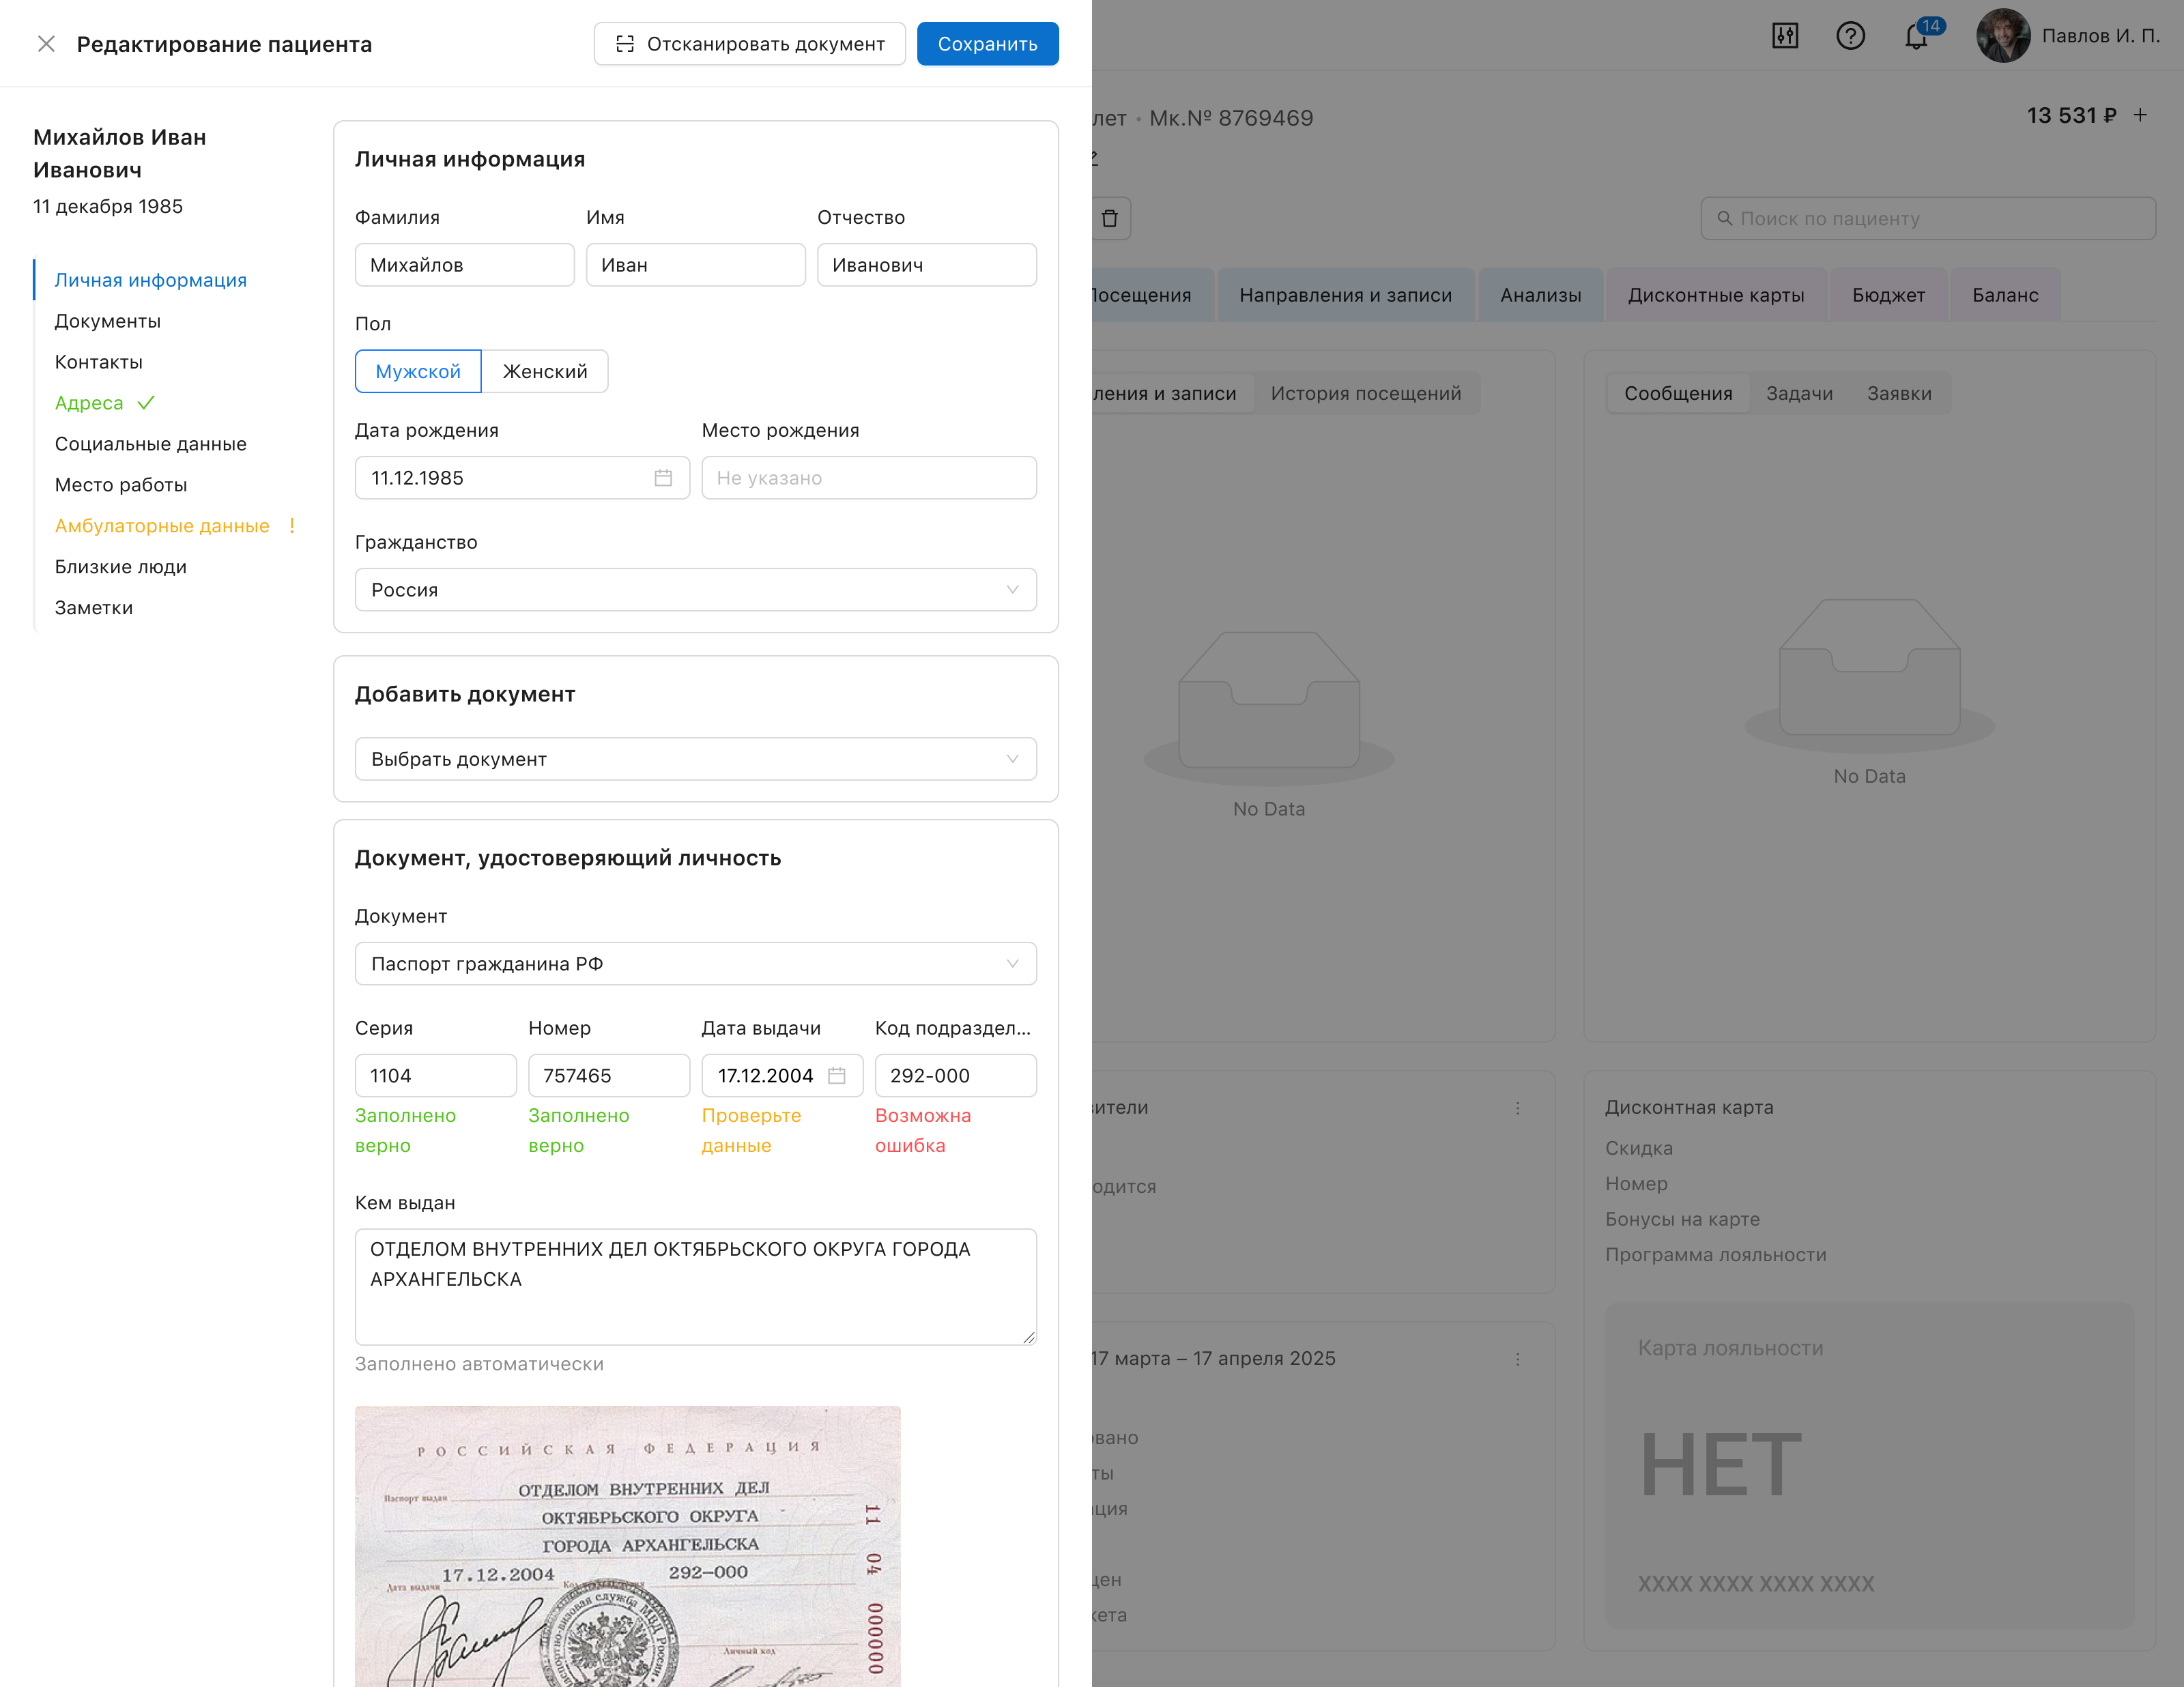 Редактирование пациента
Отсканировать документ
Сохранить
14
Павлов И. П.
Михайлов Иван
Иванович
11 декабря 1985
Личная информация
Документы
Контакты
Адреса
Социальные данные
Место работы
Амбулаторные данные !
Близкие люди
Заметки
Личная информация
Фамилия Имя Отчество
Михайлов Иван Иванович
Пол
Мужской Женский
Дата рождения Место рождения
11.12.1985 Не указано
Гражданство
Россия
Добавить документ
Выбрать документ
Документ, удостоверяющий личность
Документ
Паспорт гражданина РФ
Серия Номер Дата выдачи Код подраздел...
1104 757465 17.12.2004 292-000
Заполнено верно
Заполнено верно
Проверьте данные
Возможна ошибка
Кем выдан
ОТДЕЛОМ ВНУТРЕННИХ ДЕЛ ОКТЯБРЬСКОГО ОКРУГА ГОРОДА
АРХАНГЕЛЬСКА
Заполнено автоматически
РОССИЙСКАЯ ФЕДЕРАЦИЯ
Паспорт выдан ОТДЕЛОМ ВНУТРЕННИХ ДЕЛ
ОКТЯБРЬСКОГО ОКРУГА
ГОРОДА АРХАНГЕЛЬСКА
Дата выдачи 17.12.2004 292—000
Личный код
11 04 000000
лет • Мк.№ 8769469
13 531 ₽ +
Поиск по пациенту
Посещения
Направления и записи
Анализы
Дисконтные карты
Бюджет
Баланс
ления и записи
История посещений
No Data
Сообщения
Задачи
Заявки
No Data
вители
одится
17 марта – 17 апреля 2025
овано
ты
ация
щен
кета
Дисконтная карта
Скидка
Номер
Бонусы на карте
Программа лояльности
Карта лояльности
НЕТ
XXXX XXXX XXXX XXXX